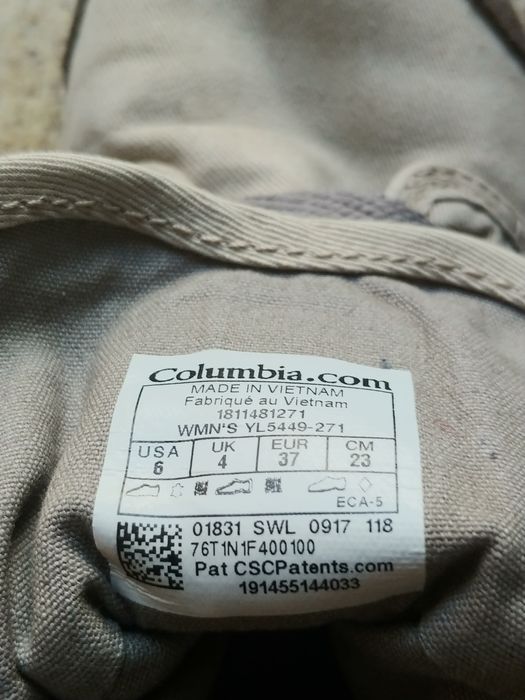 Columbia.com
MADE IN VIETNAM
Fabriqué au Vietnam
1811481271
WMN'S YL5449-271
USA UK EUR CM
6 4 37 23
ECA-5
01831 SWL 0917 118
76T1N1F400100
Pat CSCPatents.com
191455144033